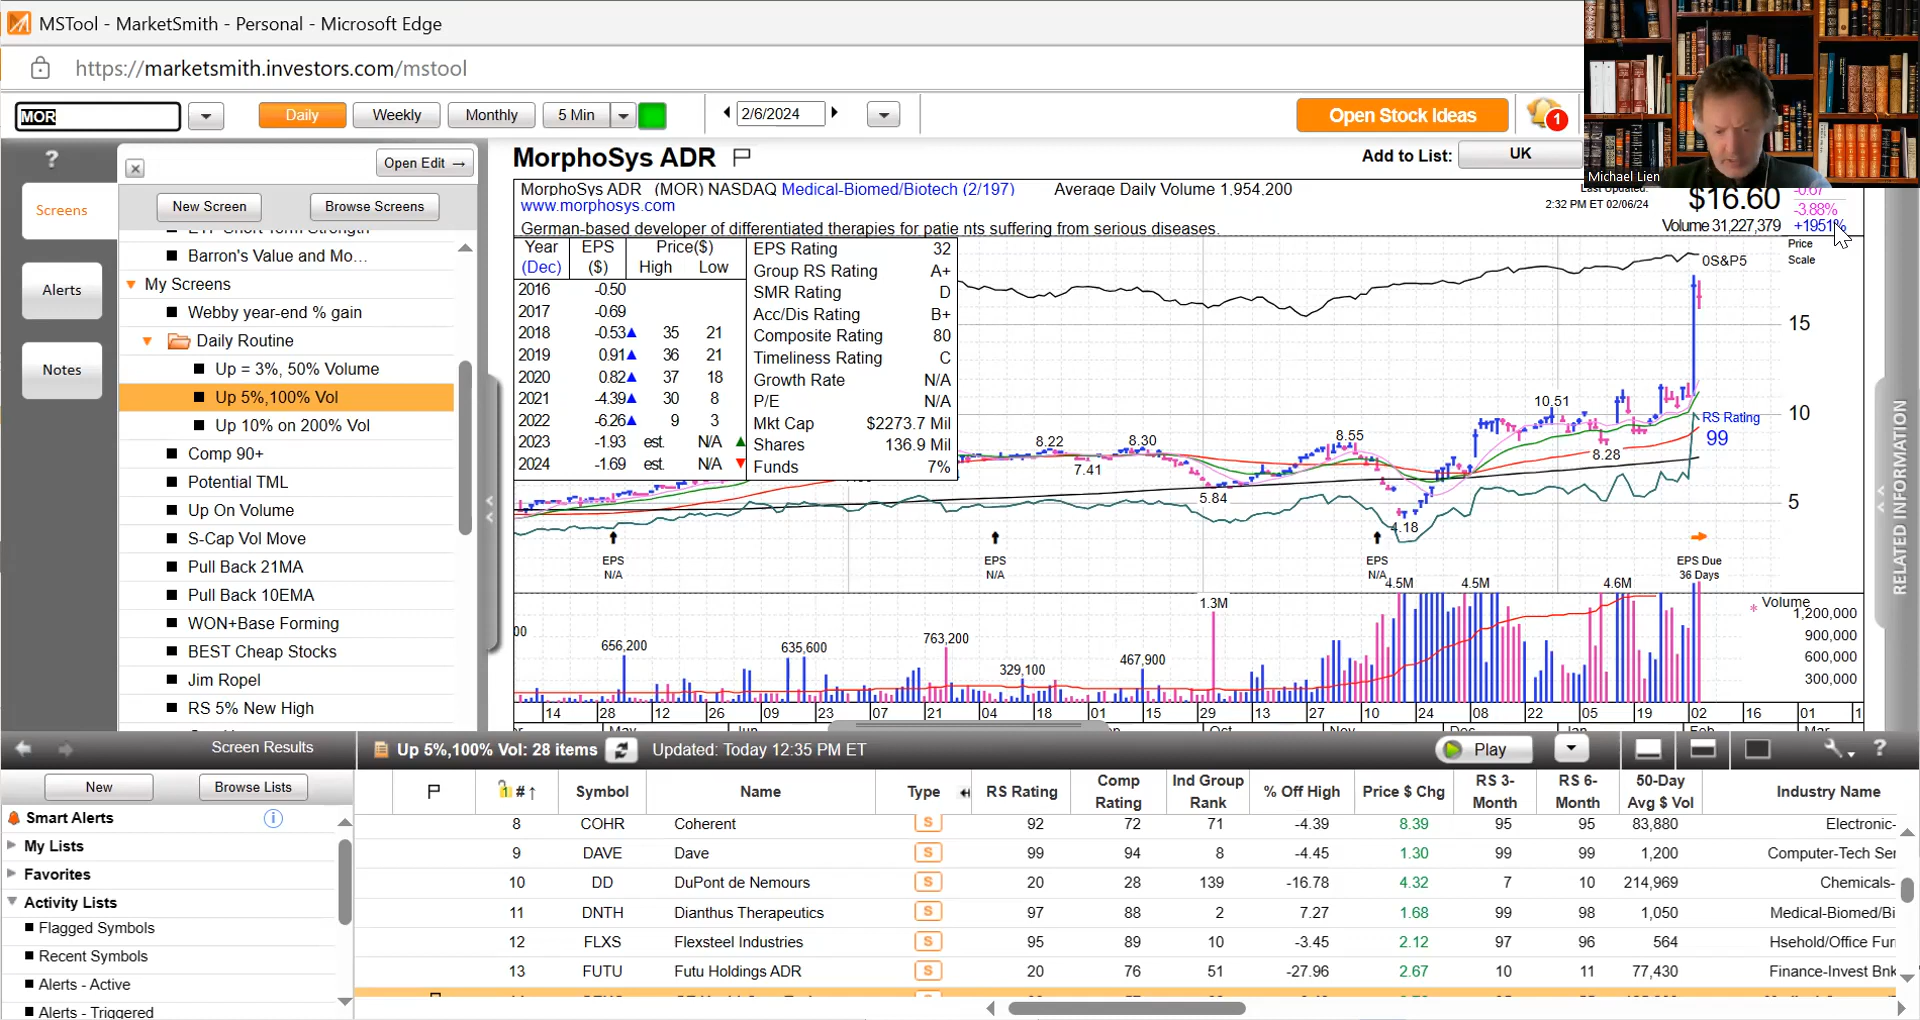 MSTool - MarketSmith - Personal - Microsoft Edge
https://marketsmith.investors.com/mstool
MOR
Daily
Weekly
Monthly
5 Min
2/6/2024
Open Stock Ideas
1
Michael Lien
?
Screens
Alerts
Notes
Open Edit →
New Screen
Browse Screens
Barron's Value and Mo…
My Screens
Webby year-end % gain
Daily Routine
Up = 3%, 50% Volume
Up 5%,100% Vol
Up 10% on 200% Vol
Comp 90+
Potential TML
Up On Volume
S-Cap Vol Move
Pull Back 21MA
Pull Back 10EMA
WON+Base Forming
BEST Cheap Stocks
Jim Ropel
RS 5% New High
MorphoSys ADR
Add to List:
UK
MorphoSys ADR (MOR) NASDAQ Medical-Biomed/Biotech (2/197) Average Daily Volume 1,954,200
www.morphosys.com
German-based developer of differentiated therapies for patie nts suffering from serious diseases.
Last Updated:
2:32 PM ET 02/06/24
$16.60
-0.67
-3.88%
Volume 31,227,379
+1951%
Year (Dec) EPS ($) Price($) High Low
2016 -0.50
2017 -0.69
2018 -0.53 35 21
2019 0.91 36 21
2020 0.82 37 18
2021 -4.39 30 8
2022 -6.26 9 3
2023 -1.93 est. N/A
2024 -1.69 est. N/A
EPS Rating 32
Group RS Rating A+
SMR Rating D
Acc/Dis Rating B+
Composite Rating 80
Timeliness Rating C
Growth Rate N/A
P/E N/A
Mkt Cap $2273.7 Mil
Shares 136.9 Mil
Funds 7%
Price Scale
0S&P5
15
10
5
RS Rating
99
8.22
8.30
7.41
5.84
8.55
4.18
10.51
8.28
EPS N/A
EPS N/A
EPS N/A
EPS Due 36 Days
RELATED INFORMATION
4.5M
4.5M
4.6M
1.3M
Volume
1,200,000
900,000
600,000
300,000
656,200
635,600
763,200
329,100
467,900
14 28 12 26 09 23 07 21 04 18 01 15 29 13 27 10 24 08 22 05 19 02 16 01
Screen Results
Up 5%,100% Vol: 28 items
Updated: Today 12:35 PM ET
Play
?
New
Browse Lists
Smart Alerts
My Lists
Favorites
Activity Lists
Flagged Symbols
Recent Symbols
Alerts - Active
Alerts - Triggered
# ↑ Symbol Name Type RS Rating Comp Rating Ind Group Rank % Off High Price $ Chg RS 3-Month RS 6-Month 50-Day Avg $ Vol Industry Name
8 COHR Coherent S 92 72 71 -4.39 8.39 95 95 83,880 Electronic-
9 DAVE Dave S 99 94 8 -4.45 1.30 99 99 1,200 Computer-Tech Ser
10 DD DuPont de Nemours S 20 28 139 -16.78 4.32 7 10 214,969 Chemicals-
11 DNTH Dianthus Therapeutics S 97 88 2 7.27 1.68 99 98 1,050 Medical-Biomed/Bi
12 FLXS Flexsteel Industries S 95 89 10 -3.45 2.12 97 96 564 Hsehold/Office Fur
13 FUTU Futu Holdings ADR S 20 76 51 -27.96 2.67 10 11 77,430 Finance-Invest Bnk